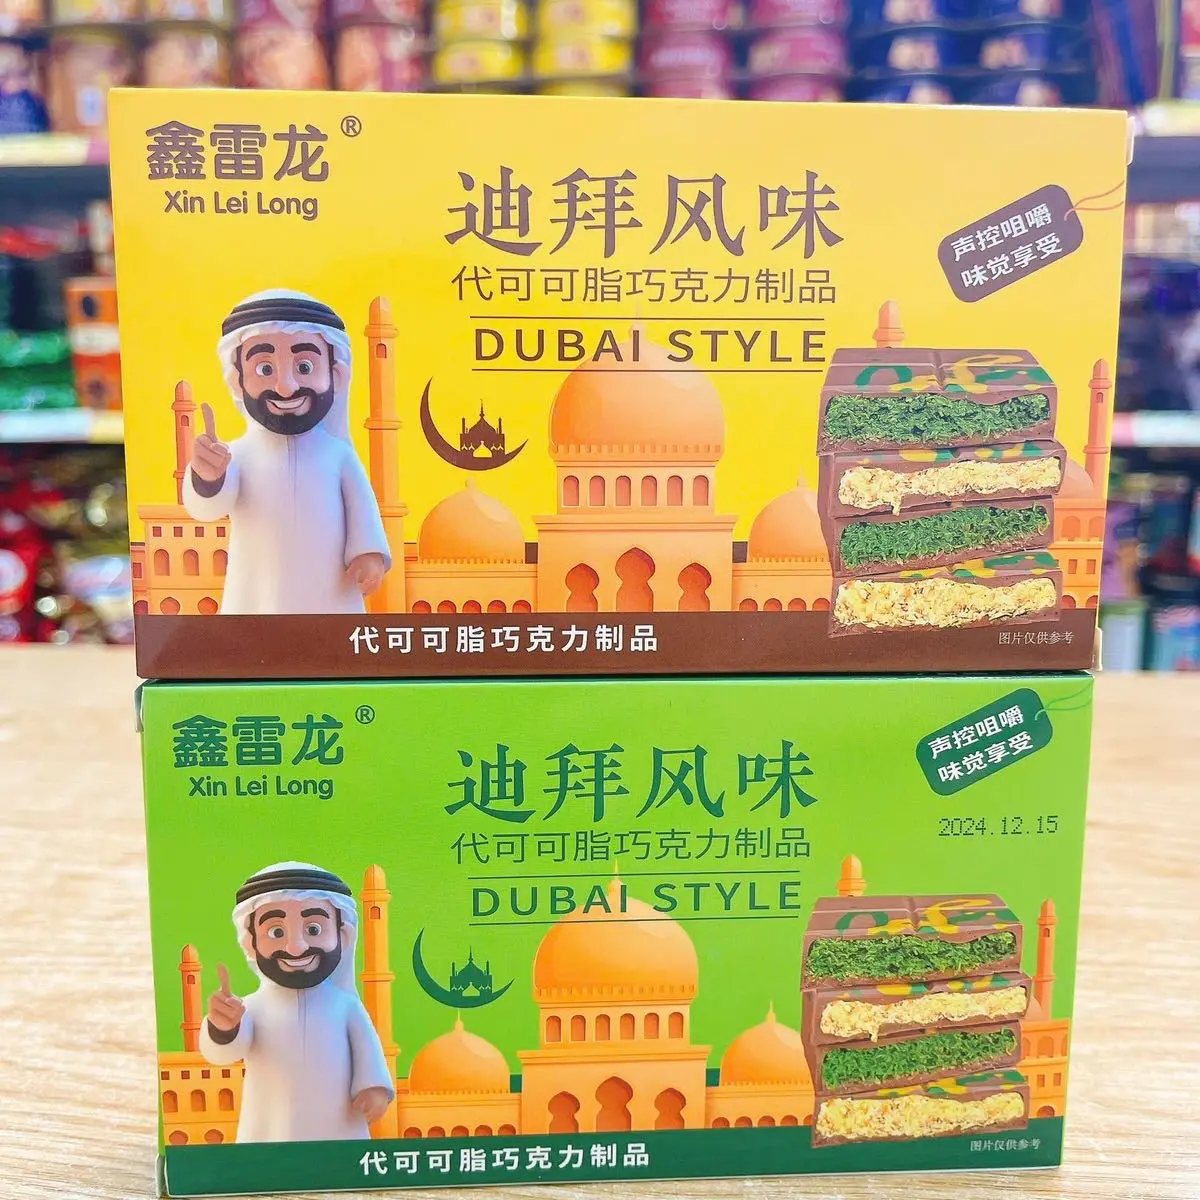 鑫雷龙®
Xin Lei Long
迪拜风味
代可可脂巧克力制品
DUBAI STYLE
声控咀嚼
味觉享受
代可可脂巧克力制品
图片仅供参考
鑫雷龙®
Xin Lei Long
迪拜风味
代可可脂巧克力制品
DUBAI STYLE
声控咀嚼
味觉享受
2024.12.15
代可可脂巧克力制品
图片仅供参考